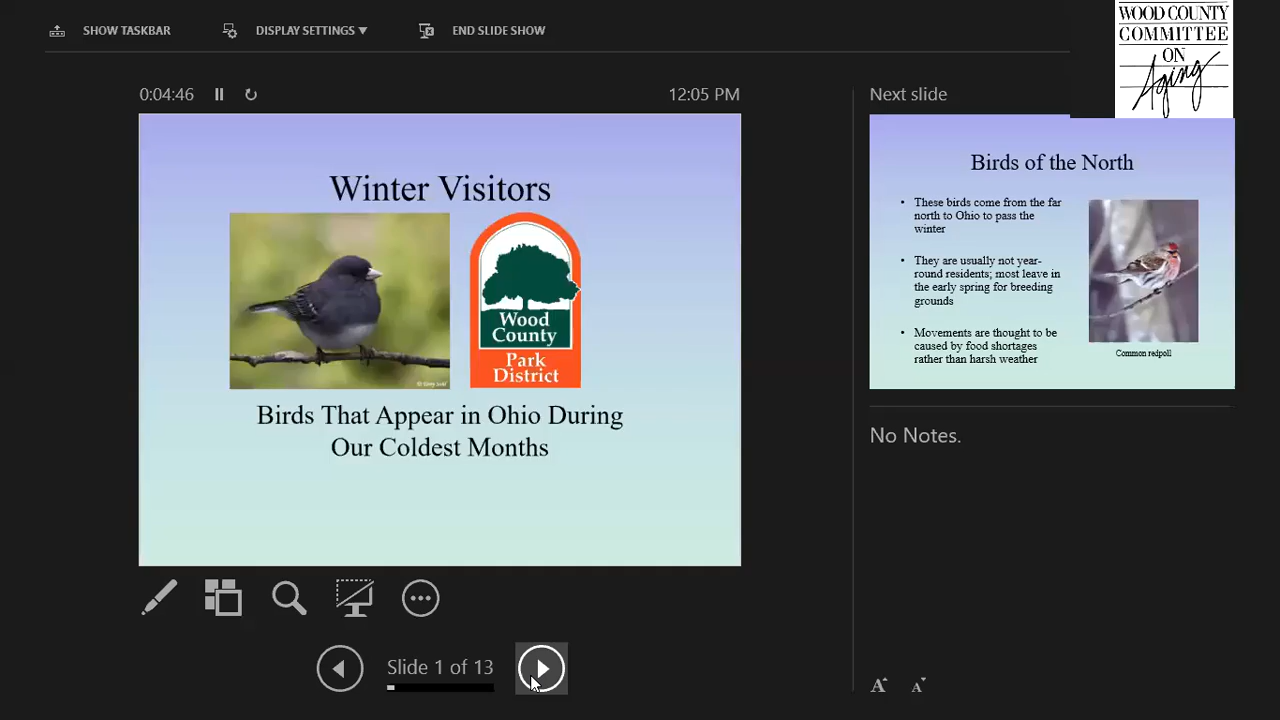 SHOW TASKBAR
DISPLAY SETTINGS
END SLIDE SHOW
WOOD COUNTY
COMMITTEE
ON
Aging
0:04:46
12:05 PM
Winter Visitors
Wood
County
Park
District
Birds That Appear in Ohio During
Our Coldest Months
Slide 1 of 13
Next slide
Birds of the North
• These birds come from the far
north to Ohio to pass the
winter
• They are usually not year-
round residents; most leave in
the early spring for breeding
grounds
• Movements are thought to be
caused by food shortages
rather than harsh weather
Common redpoll
No Notes.
A A